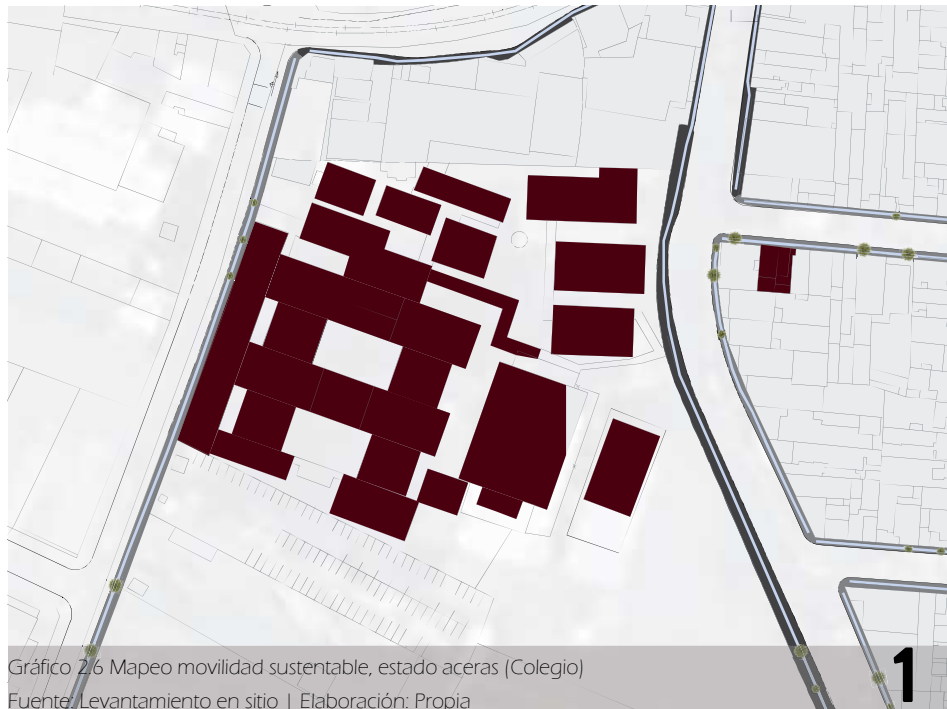 Gráfico 2.6 Mapeo movilidad sustentable, estado aceras (Colegio)
Fuente: Levantamiento en sitio | Elaboración: Propia
1